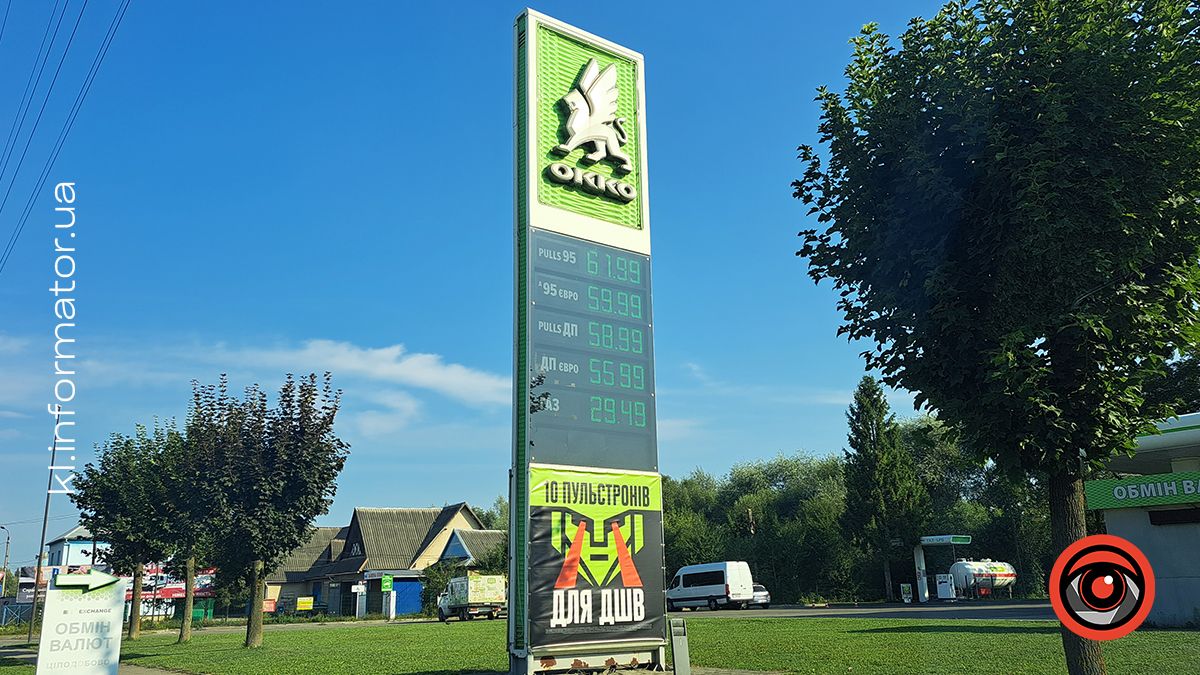 kl.informator.ua
OKKO
PULLS 95 61.99
А95 ЄВРО 59.99
PULLS ДП 58.99
ДП ЄВРО 55.99
ГАЗ 29.49
10 ПУЛЬСТРОНІВ
ДЛЯ ДШВ
EXCHANGE
ОБМІН
ВАЛЮТ
ЦІЛОДОБОВО
ОБМІН ВАЛЮ